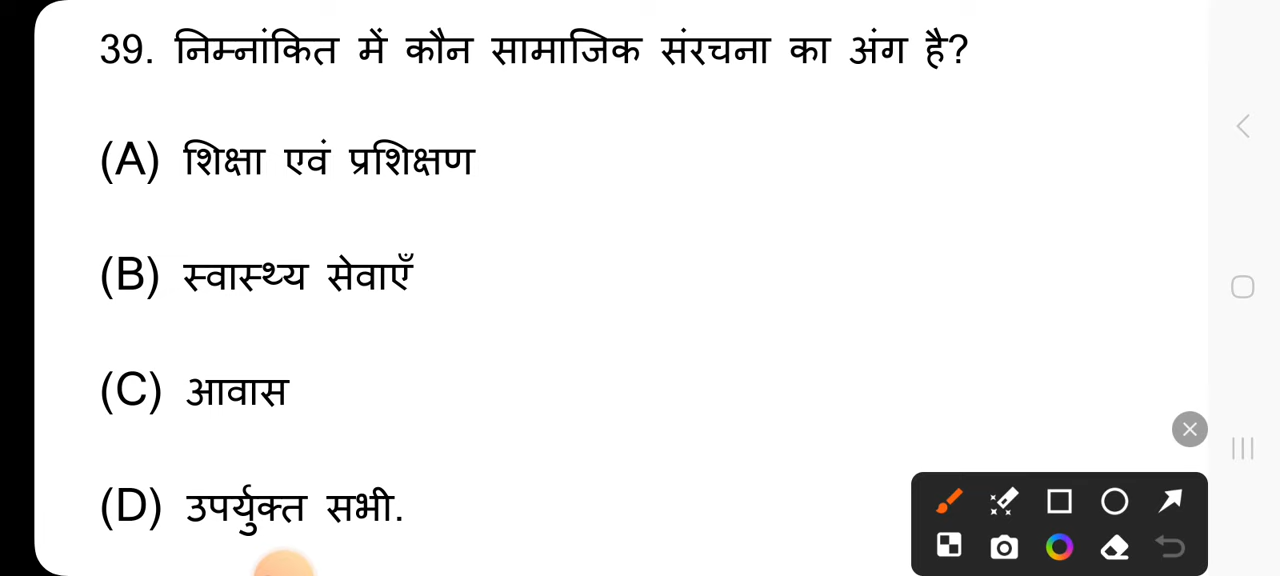 39. निम्नांकित में कौन सामाजिक संरचना का अंग है?
(A) शिक्षा एवं प्रशिक्षण
(B) स्वास्थ्य सेवाएँ
(C) आवास
(D) उपर्युक्त सभी.